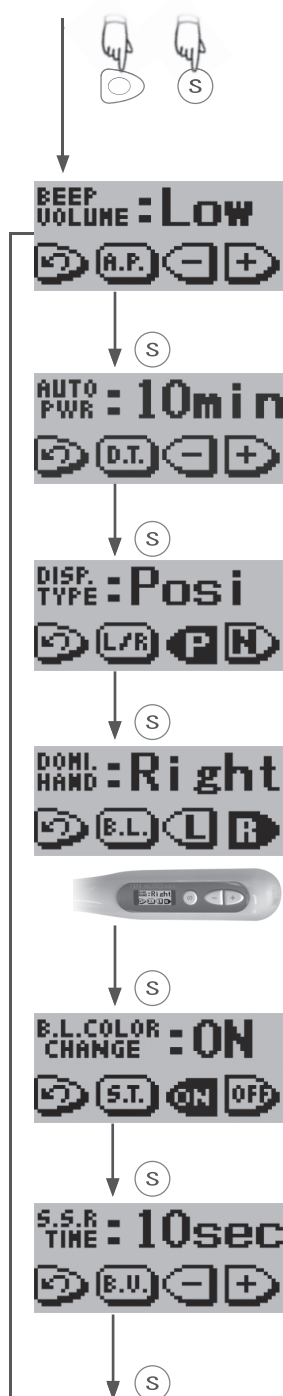 S
BEEP
VOLUME : Low
A.P. - +
S
AUTO
PWR : 10min
D.T. - +
S
DISP.
TYPE : Posi
L/R P N
S
DOMI.
HAND : Right
B.L. L R
S
B.L.COLOR
CHANGE : ON
S.T. ON OFF
S
S.S.R
TIME : 10sec
B.V. - +
S